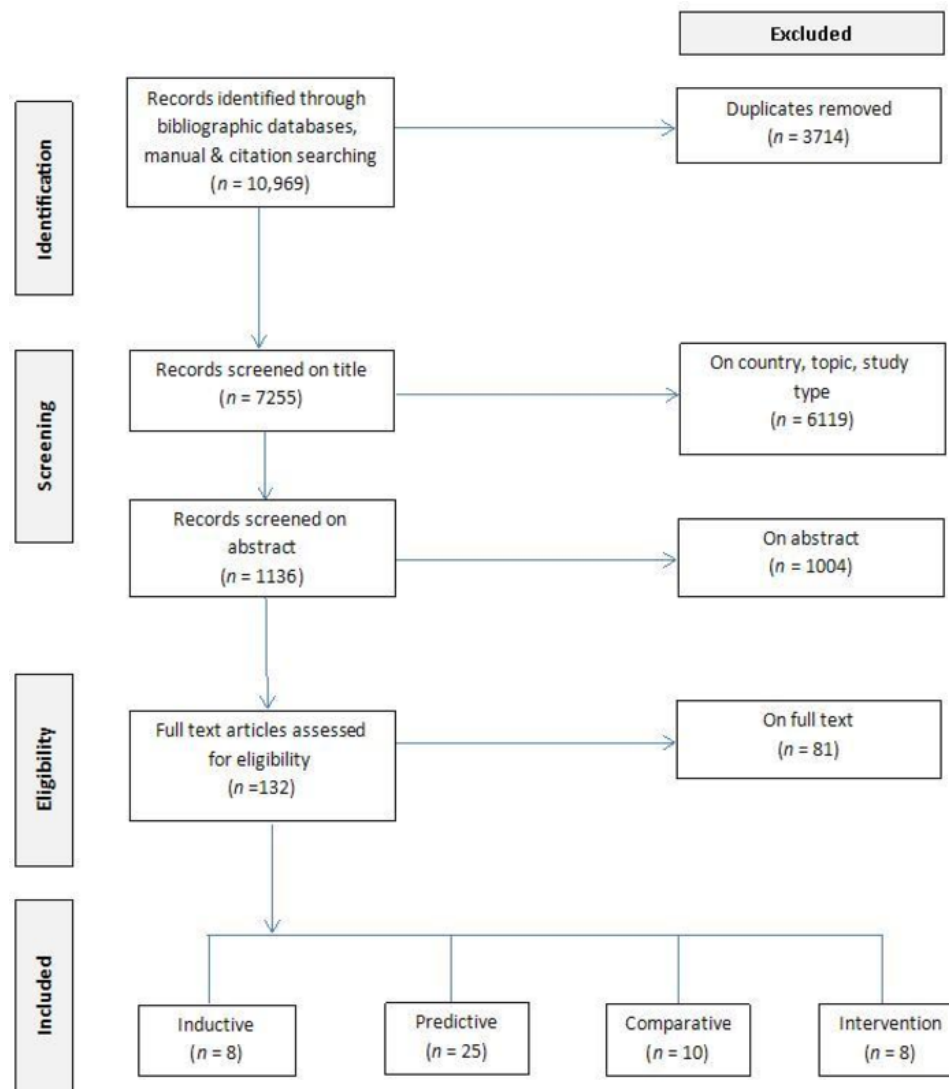 Excluded
Identification
Records identified through
bibliographic databases,
manual & citation searching
(n = 10,969)
Duplicates removed
(n = 3714)
Screening
Records screened on title
(n = 7255)
On country, topic, study
type
(n = 6119)
Records screened on
abstract
(n = 1136)
On abstract
(n = 1004)
Eligibility
Full text articles assessed
for eligibility
(n =132)
On full text
(n = 81)
Included
Inductive
(n = 8)
Predictive
(n = 25)
Comparative
(n = 10)
Intervention
(n = 8)